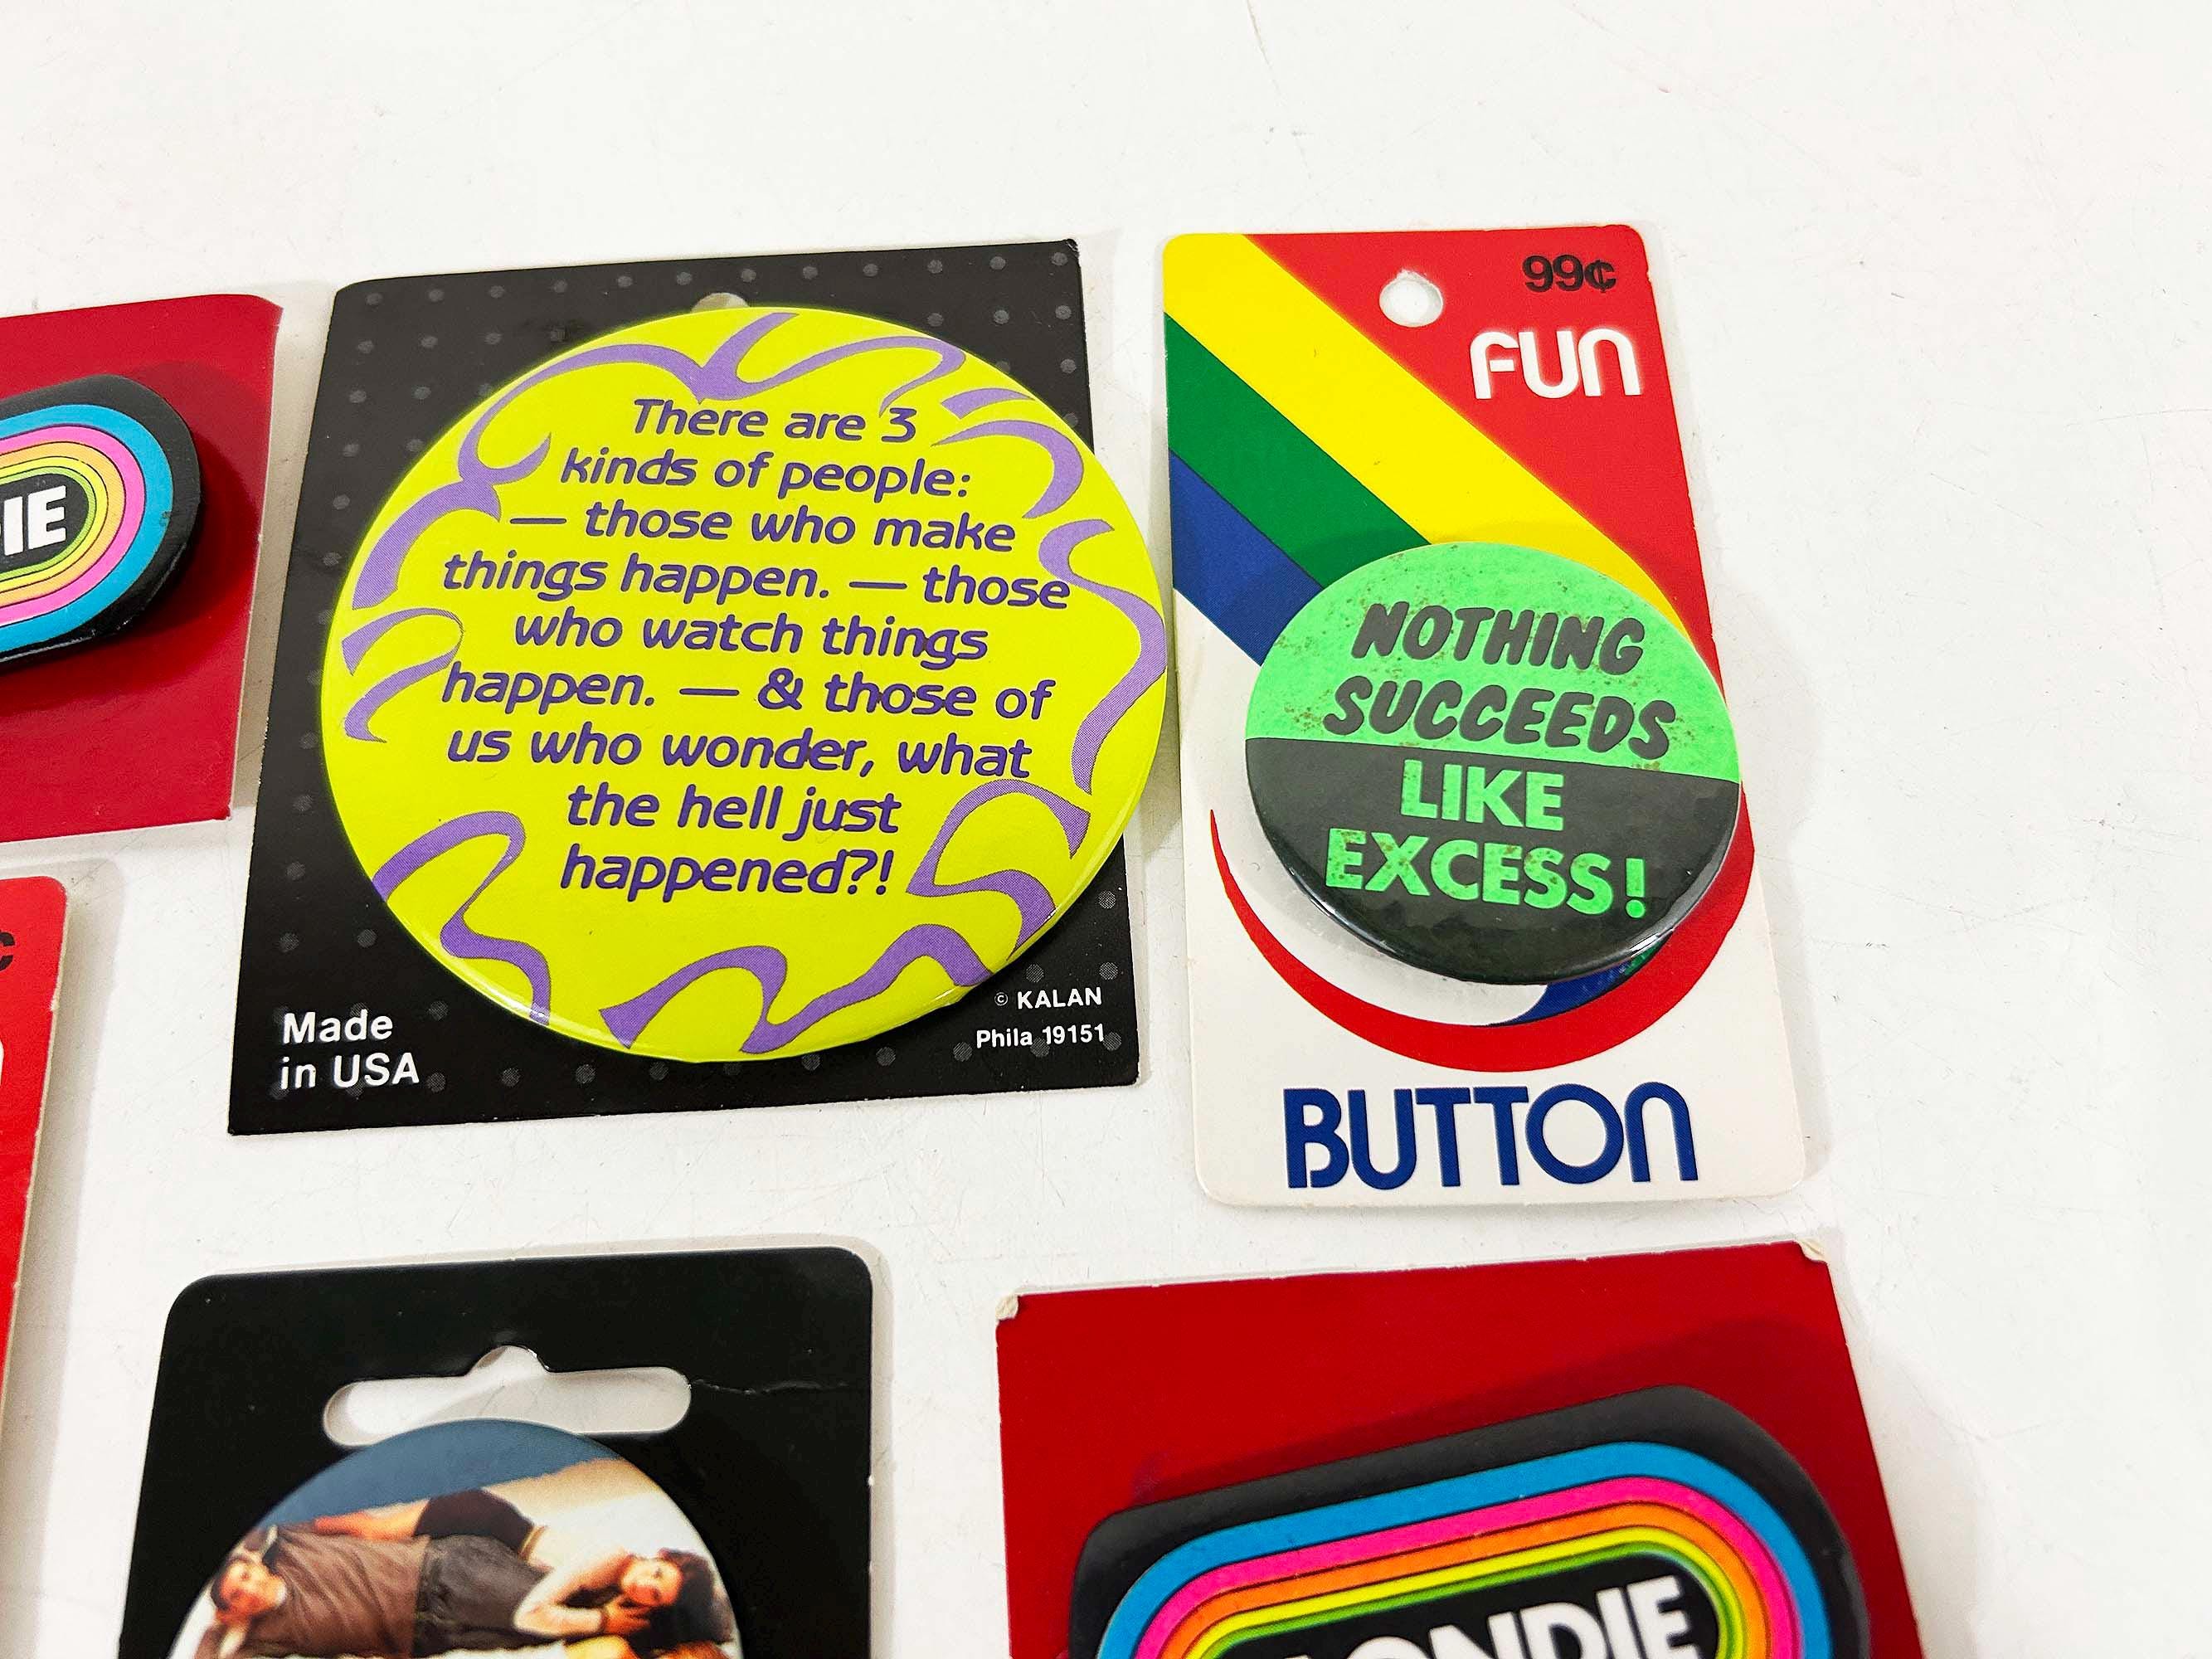 There are 3
kinds of people:
— those who make
things happen. — those
who watch things
happen. — & those of
us who wonder, what
the hell just
happened?!
Made
in USA
© KALAN
Phila 19151
99¢
FUN
NOTHING
SUCCEEDS
LIKE
EXCESS!
BUTTON
IE
¢
ONDIE